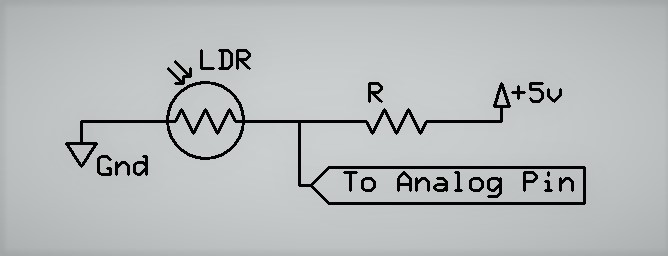 LDR
R
+5v
Gnd
To Analog Pin